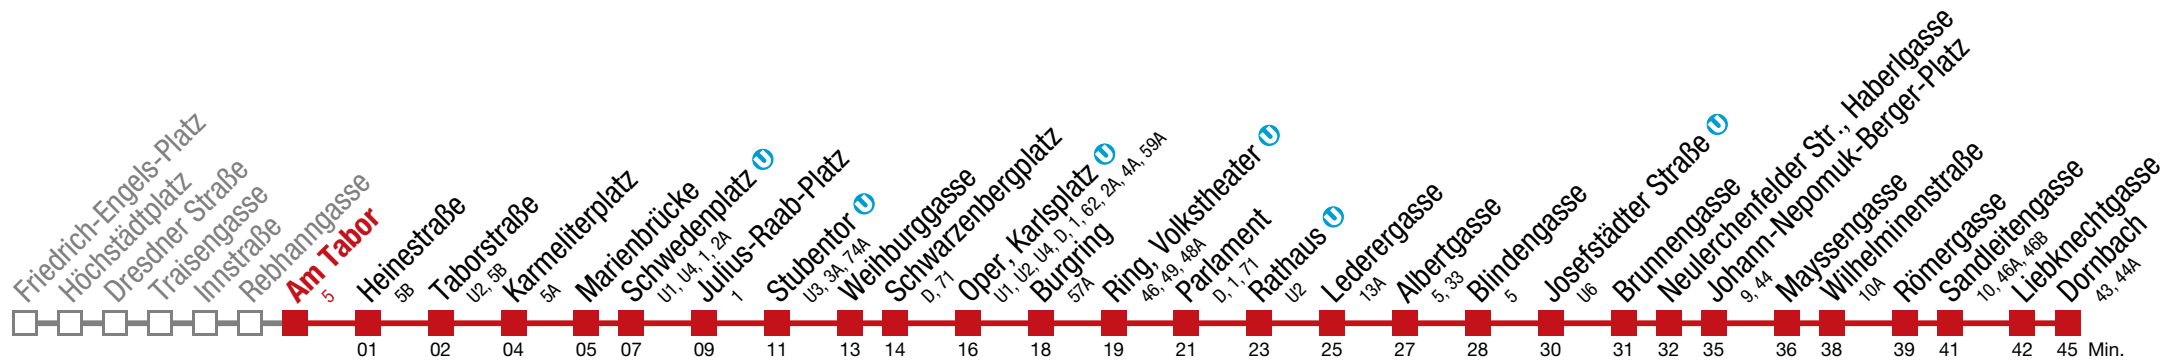 Friedrich-Engels-Platz
Höchstädtplatz
Dresdner Straße
Traisengasse
Innstraße
Rebhanngasse
Am Tabor
5
Heinestraße
5B
Taborstraße
U2, 5B
Karmeliterplatz
5A
Marienbrücke
Schwedenplatz U
U1, U4, 1, 2A
Julius-Raab-Platz
1
Stubentor U
U3, 3A, 74A
Weihburggasse
Schwarzenbergplatz
D, 71
Oper, Karlsplatz U
U1, U2, U4, D, 1, 62, 2A, 4A, 59A
Burgring
57A
Ring, Volkstheater U
46, 49, 48A
Parlament
D, 1, 71
Rathaus U
U2
Lederergasse
13A
Albertgasse
5, 33
Blindengasse
5
Josefstädter Straße U
U6
Brunnengasse
Neulerchenfelder Str., Haberlgasse
Johann-Nepomuk-Berger-Platz
9, 44
Mayssengasse
Wilhelminenstraße
10A
Römergasse
Sandleitengasse
10, 46A, 46B
Liebknechtgasse
Dornbach
43, 44A
01 02 04 05 07 09 11 13 14 16 18 19 21 23 25 27 28 30 31 32 35 36 38 39 41 42 45 Min.